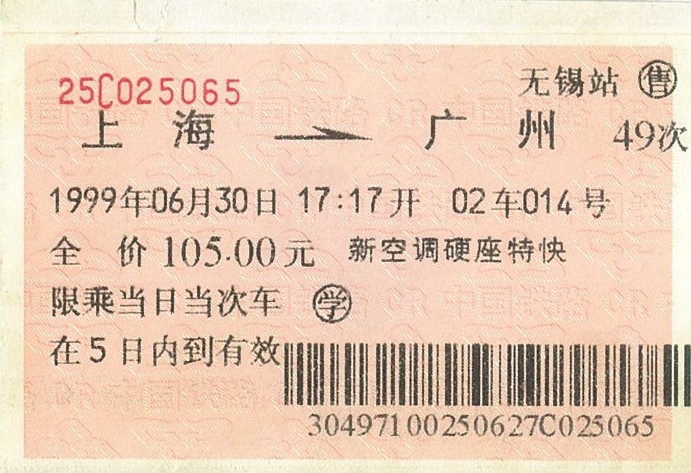 无锡站 售
25C025065
上海 → 广州 49次
1999年06月30日 17:17开 02车014号
全 价 105.00元 新空调硬座特快
限乘当日当次车 学
在5日内到有效
30497100250627C025065